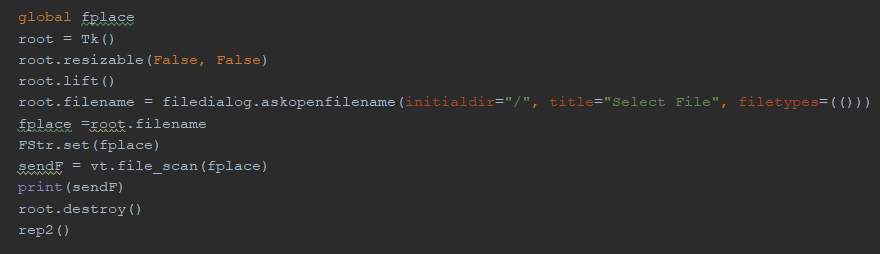 global fplace
root = Tk()
root.resizable(False, False)
root.lift()
root.filename = filedialog.askopenfilename(initialdir="/", title="Select File", filetypes=(()))
fplace =root.filename
FStr.set(fplace)
sendF = vt.file_scan(fplace)
print(sendF)
root.destroy()
rep2()